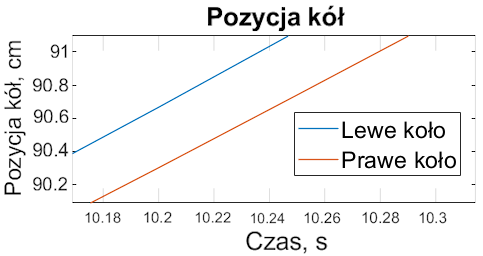 Pozycja kół
Pozycja kół, cm
91
90.8
90.6
90.4
90.2
Lewe koło
Prawe koło
10.18 10.2 10.22 10.24 10.26 10.28 10.3
Czas, s